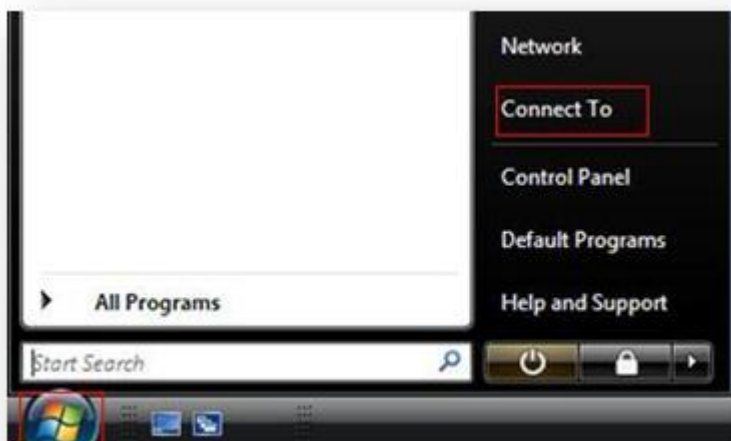 Network
Connect To
Control Panel
Default Programs
All Programs
Help and Support
Start Search